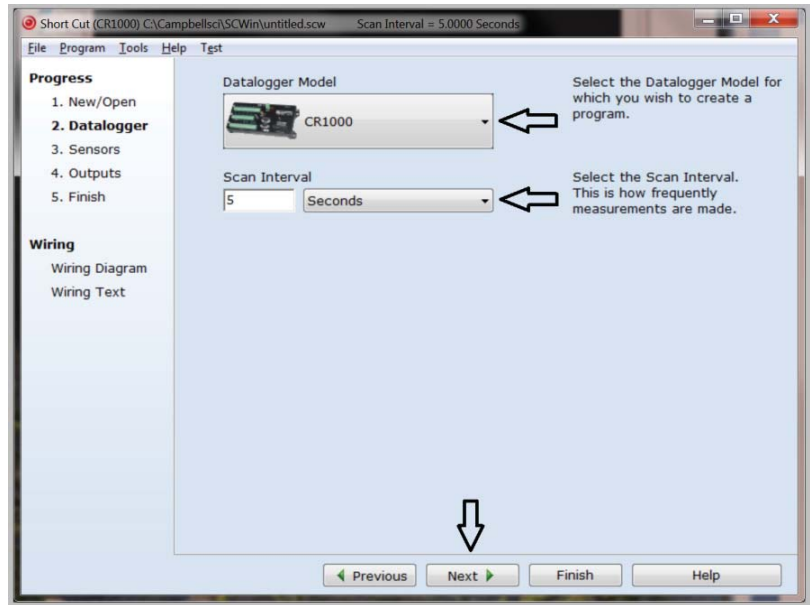 Short Cut (CR1000) C:\Campbellsci\SCWin\untitled.scw Scan Interval = 5.0000 Seconds
File Program Tools Help Test
Progress
1. New/Open
2. Datalogger
3. Sensors
4. Outputs
5. Finish
Wiring
Wiring Diagram
Wiring Text
Datalogger Model
CR1000
Select the Datalogger Model for
which you wish to create a
program.
Scan Interval
5 Seconds
Select the Scan Interval.
This is how frequently
measurements are made.
Previous Next Finish Help